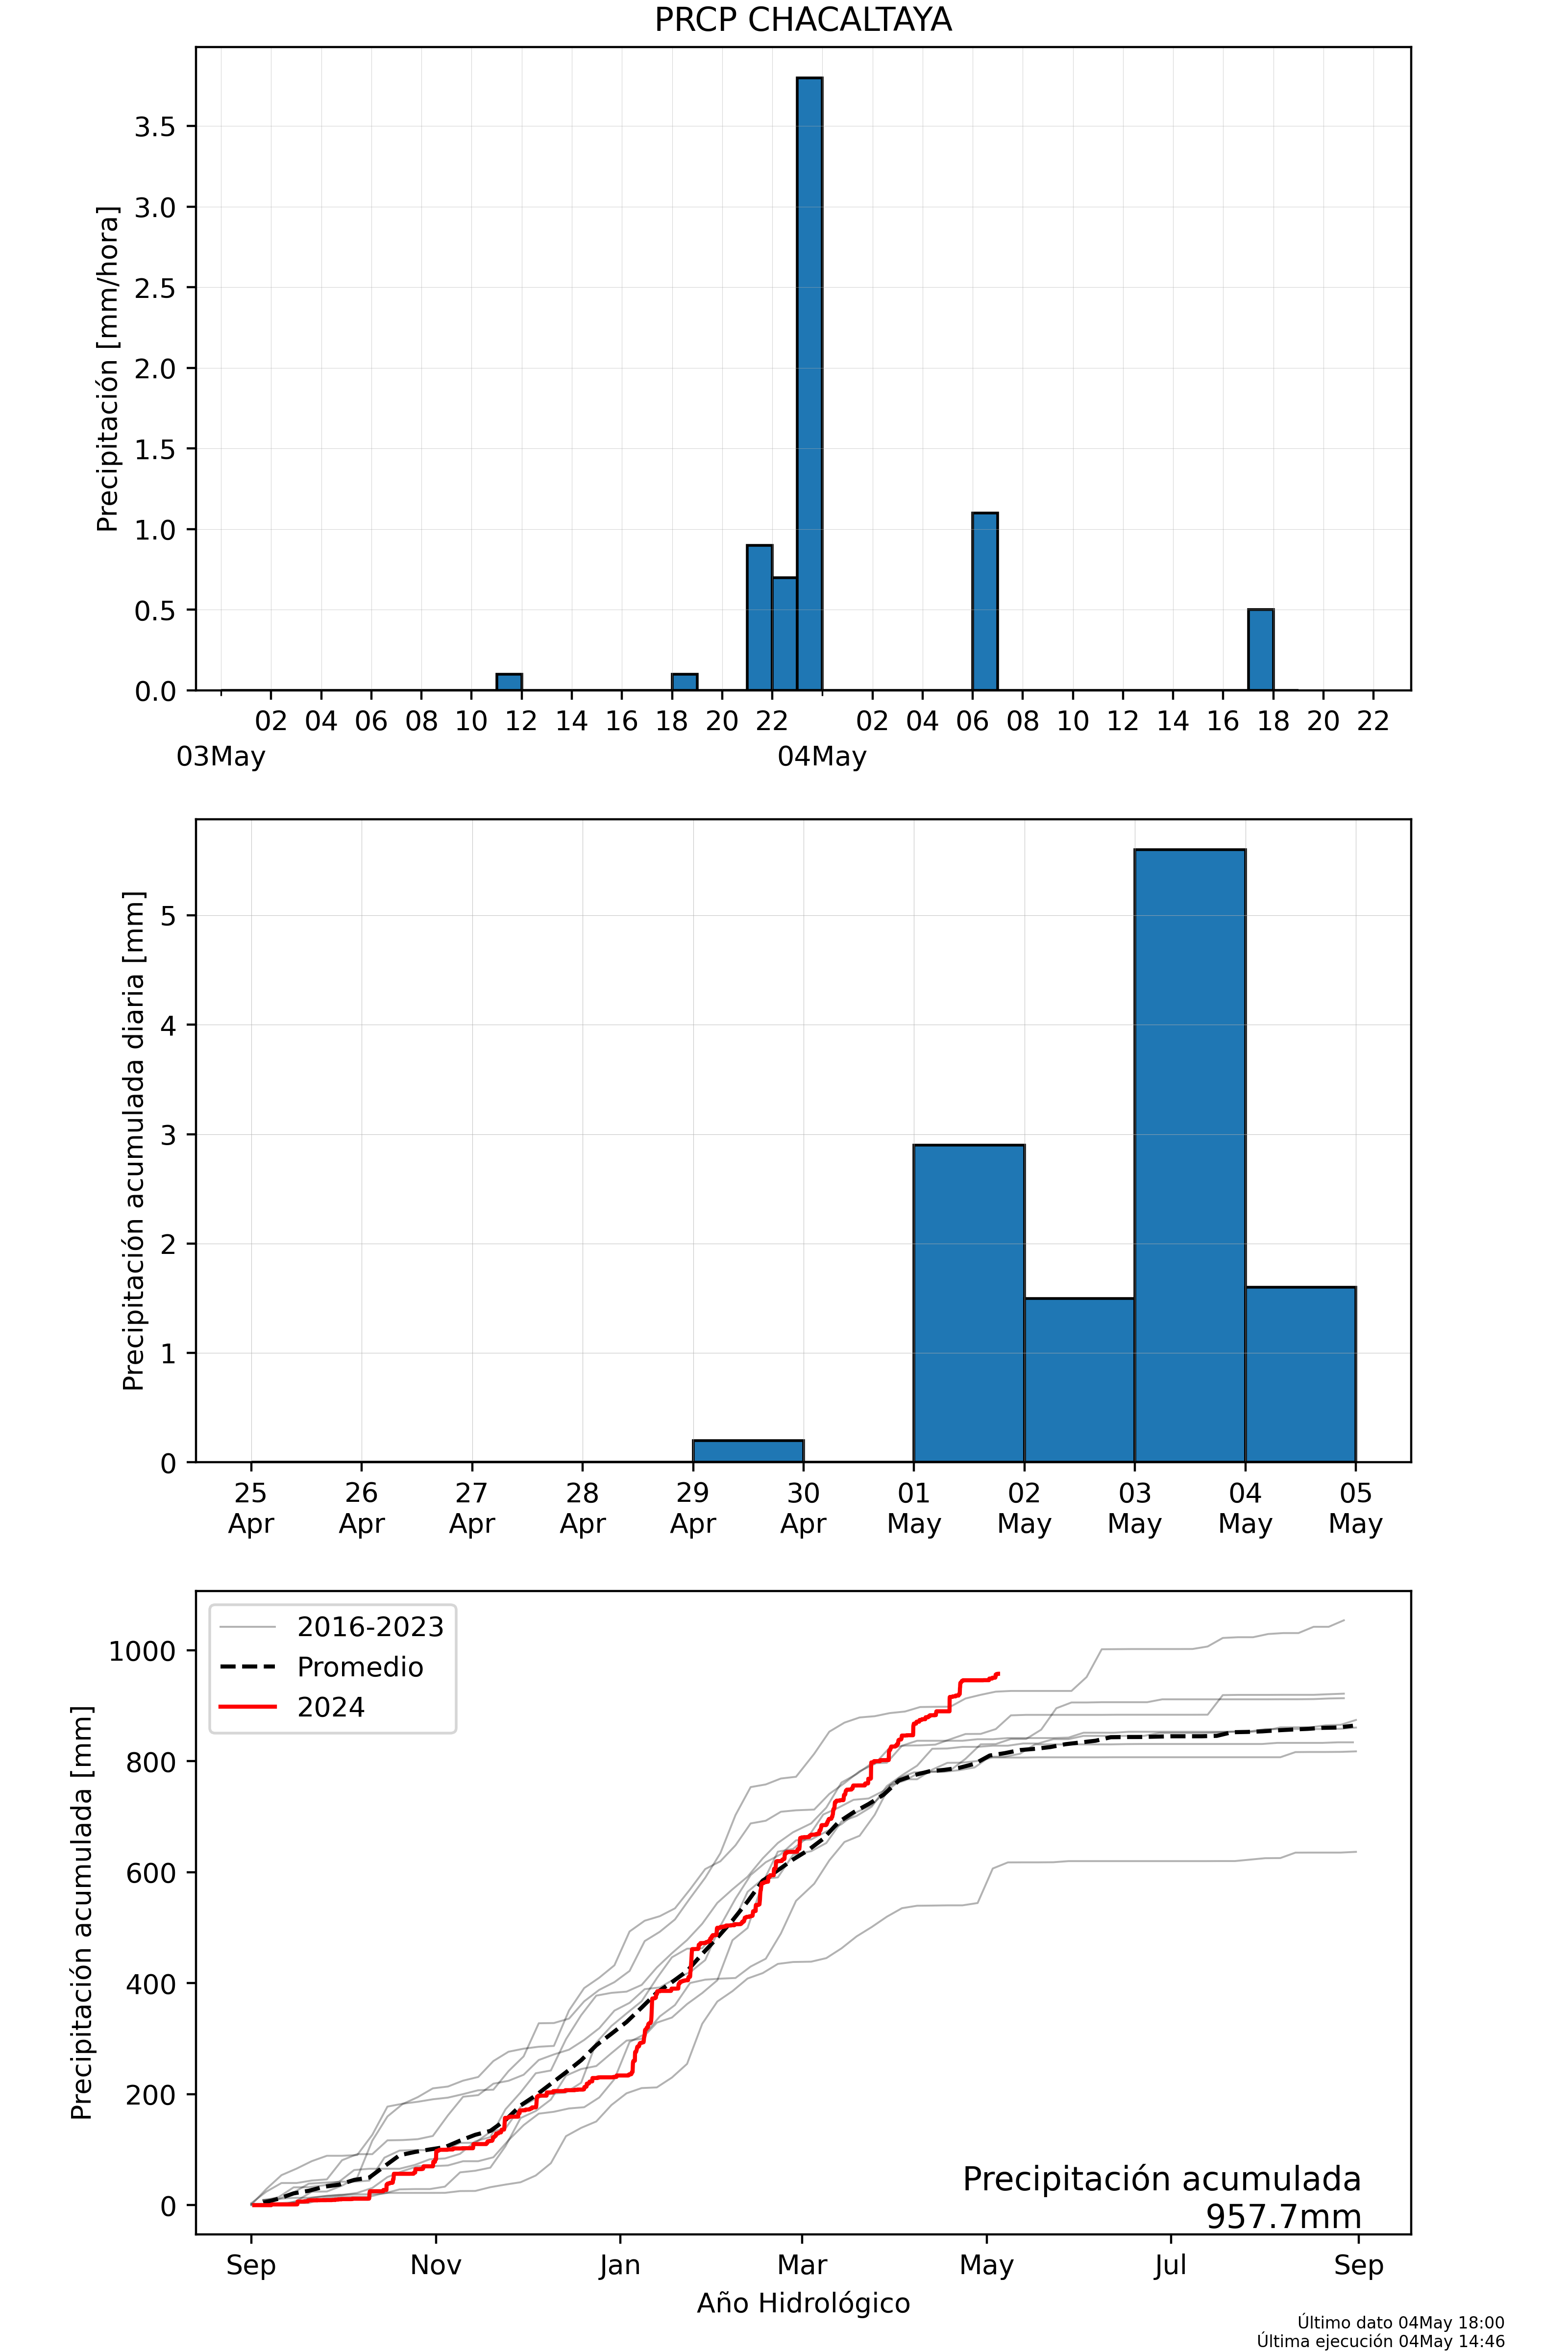 PRCP CHACALTAYA
Precipitación [mm/hora]
3.5
3.0
2.5
2.0
1.5
1.0
0.5
0.0
02 04 06 08 10 12 14 16 18 20 22 02 04 06 08 10 12 14 16 18 20 22
03May 04May
Precipitación acumulada diaria [mm]
5
4
3
2
1
0
25 26 27 28 29 30 01 02 03 04 05
Apr Apr Apr Apr Apr Apr May May May May May
Precipitación acumulada [mm]
1000
800
600
400
200
0
2016-2023
Promedio
2024
Precipitación acumulada
957.7mm
Sep Nov Jan Mar May Jul Sep
Año Hidrológico
Último dato 04May 18:00
Última ejecución 04May 14:46